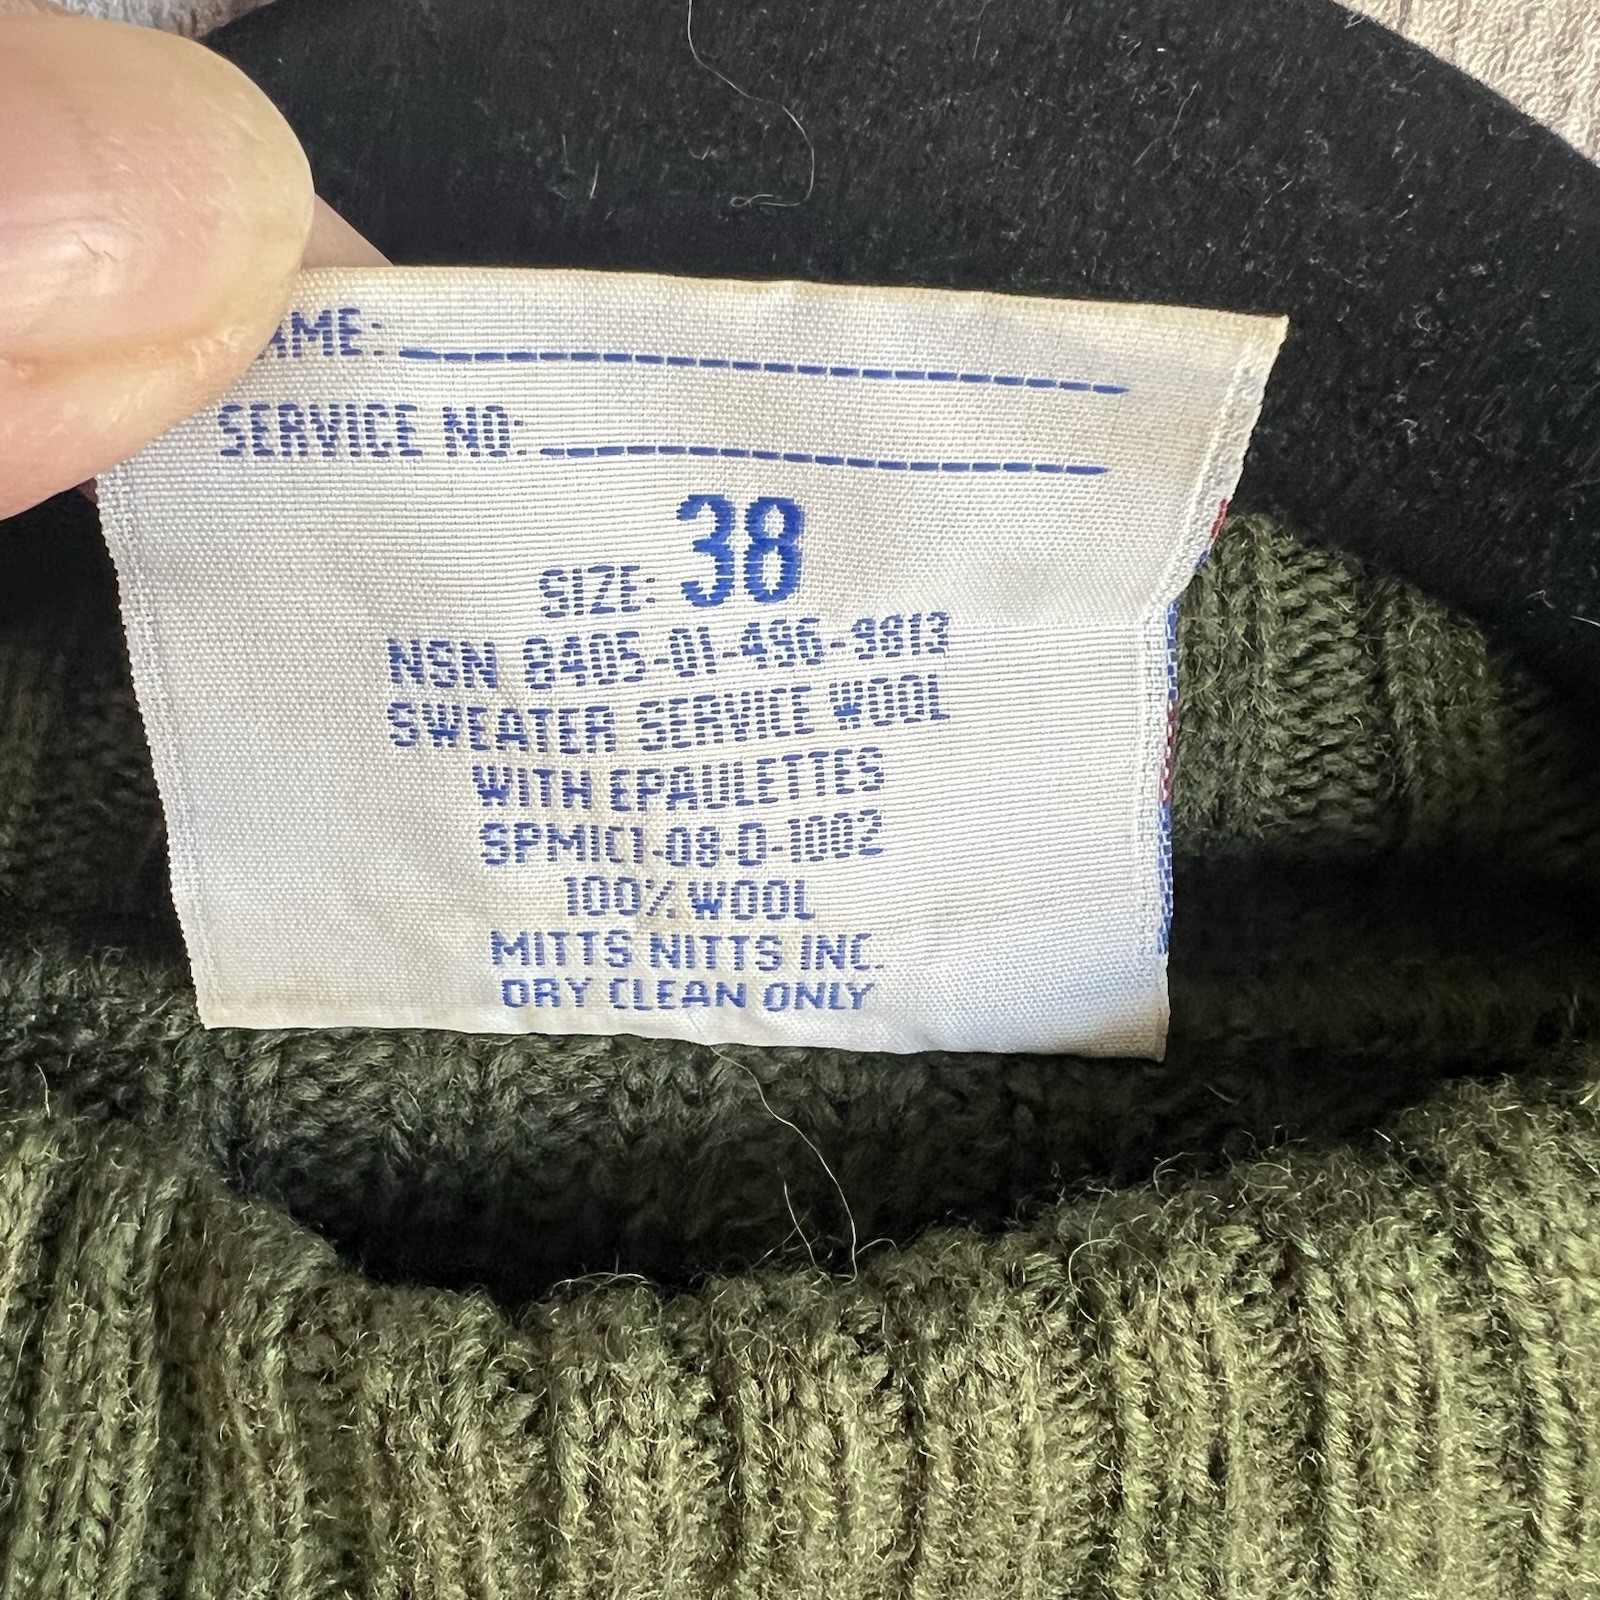 AME:
SERVICE NO:
SIZE: 38
NSN 8405-01-496-9813
SWEATER SERVICE WOOL
WITH EPAULETTES
SPM1C1-08-D-1002
100% WOOL
MITTS NITTS INC.
DRY CLEAN ONLY